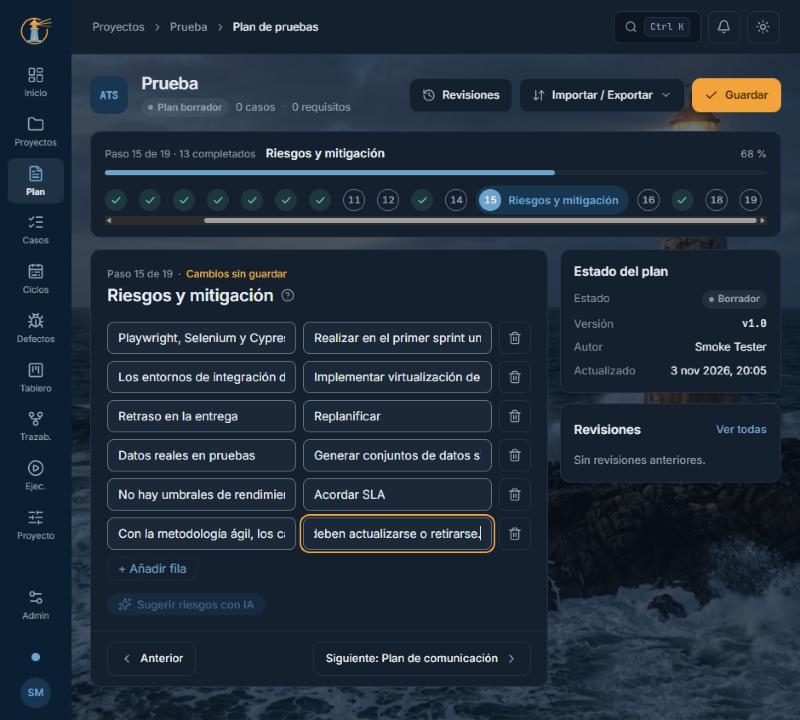 Proyectos > Prueba > Plan de pruebas
Ctrl K
Inicio
Proyectos
Plan
Casos
Ciclos
Defectos
Tablero
Trazab.
Ejec.
Proyecto
Admin
SM
ATS
Prueba
Plan borrador 0 casos · 0 requisitos
Revisiones
Importar / Exportar
Guardar
Paso 15 de 19 · 13 completados Riesgos y mitigación 68 %
11 12 14 15 Riesgos y mitigación 16 18 19
Paso 15 de 19 · Cambios sin guardar
Riesgos y mitigación ?
Playwright, Selenium y Cypre Realizar en el primer sprint un
Los entornos de integración d Implementar virtualización de
Retraso en la entrega Replanificar
Datos reales en pruebas Generar conjuntos de datos s
No hay umbrales de rendimie Acordar SLA
Con la metodología ágil, los ca deben actualizarse o retirarse.
+ Añadir fila
Sugerir riesgos con IA
Anterior
Siguiente: Plan de comunicación
Estado del plan
Estado Borrador
Versión v1.0
Autor Smoke Tester
Actualizado 3 nov 2026, 20:05
Revisiones Ver todas
Sin revisiones anteriores.